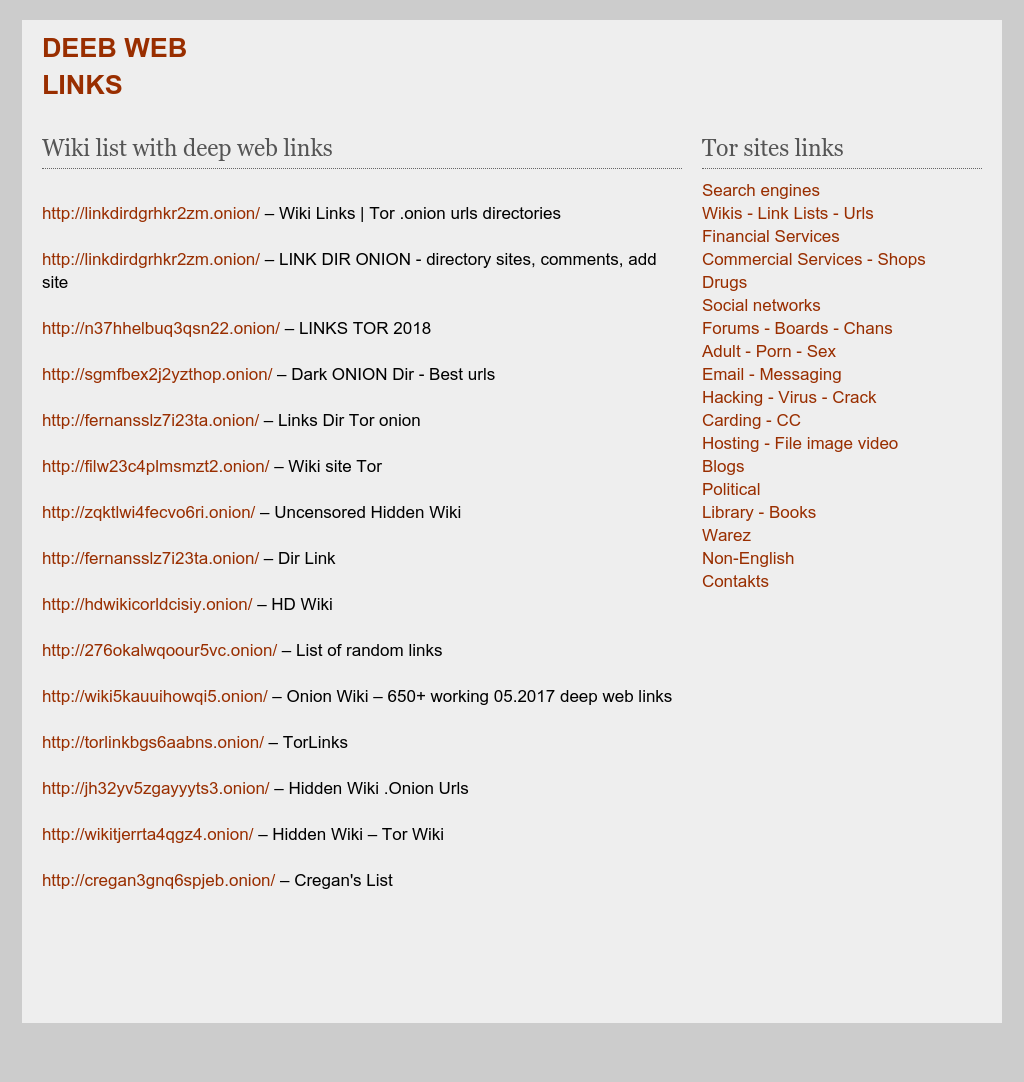 DEEB WEB
LINKS
Wiki list with deep web links
http://linkdirdgrhkr2zm.onion/ – Wiki Links | Tor .onion urls directories
http://linkdirdgrhkr2zm.onion/ – LINK DIR ONION - directory sites, comments, add
site
http://n37hhelbuq3qsn22.onion/ – LINKS TOR 2018
http://sgmfbex2j2yzthop.onion/ – Dark ONION Dir - Best urls
http://fernansslz7i23ta.onion/ – Links Dir Tor onion
http://filw23c4plmsmzt2.onion/ – Wiki site Tor
http://zqktlwi4fecvo6ri.onion/ – Uncensored Hidden Wiki
http://fernansslz7i23ta.onion/ – Dir Link
http://hdwikicorldcisiy.onion/ – HD Wiki
http://276okalwqoour5vc.onion/ – List of random links
http://wiki5kauuihowqi5.onion/ – Onion Wiki – 650+ working 05.2017 deep web links
http://torlinkbgs6aabns.onion/ – TorLinks
http://jh32yv5zgayyyts3.onion/ – Hidden Wiki .Onion Urls
http://wikitjerrta4qgz4.onion/ – Hidden Wiki – Tor Wiki
http://cregan3gnq6spjeb.onion/ – Cregan's List
Tor sites links
Search engines
Wikis - Link Lists - Urls
Financial Services
Commercial Services - Shops
Drugs
Social networks
Forums - Boards - Chans
Adult - Porn - Sex
Email - Messaging
Hacking - Virus - Crack
Carding - CC
Hosting - File image video
Blogs
Political
Library - Books
Warez
Non-English
Contakts